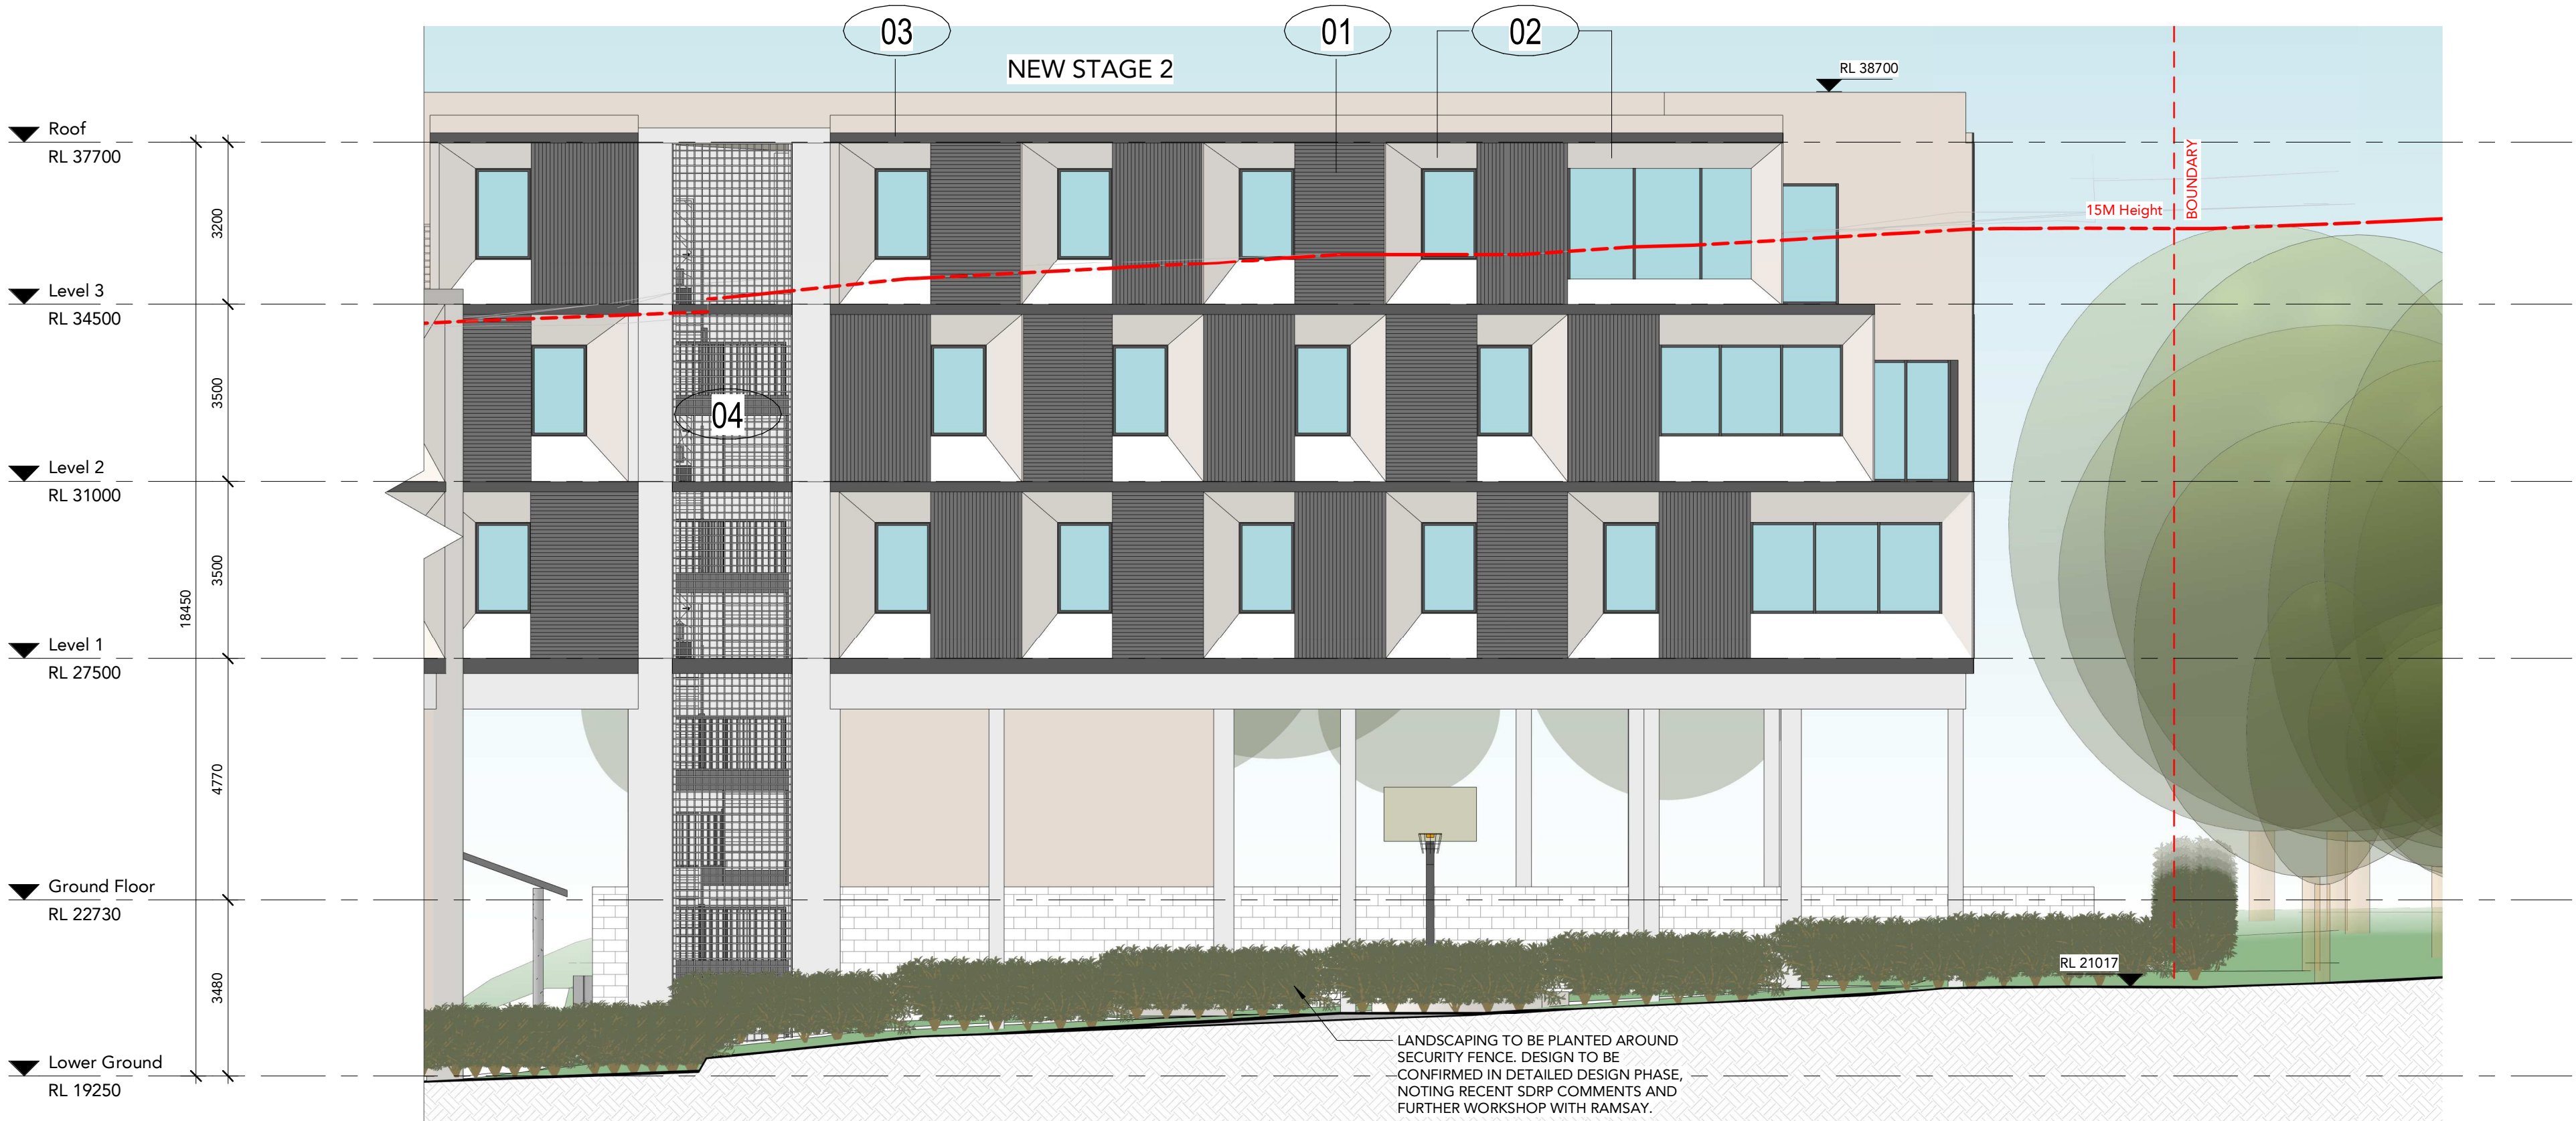 03
01
02
NEW STAGE 2
RL 38700
Roof
RL 37700
BOUNDARY
15M Height
3200
Level 3
RL 34500
3500
04
Level 2
RL 31000
3500
18450
Level 1
RL 27500
4770
Ground Floor
RL 22730
RL 21017
3480
LANDSCAPING TO BE PLANTED AROUND
SECURITY FENCE. DESIGN TO BE
CONFIRMED IN DETAILED DESIGN PHASE,
NOTING RECENT SDRP COMMENTS AND
FURTHER WORKSHOP WITH RAMSAY.
Lower Ground
RL 19250